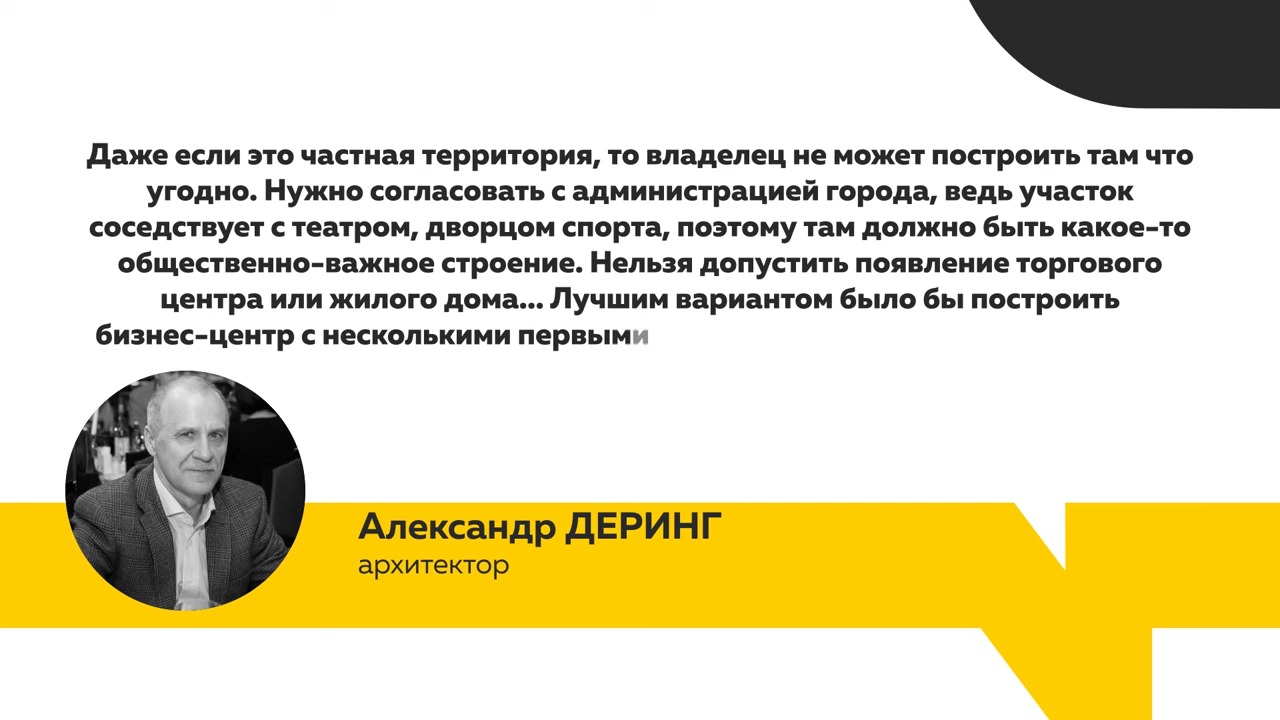 Даже если это частная территория, то владелец не может построить там что
угодно. Нужно согласовать с администрацией города, ведь участок
соседствует с театром, дворцом спорта, поэтому там должно быть какое-то
общественно-важное строение. Нельзя допустить появление торгового
центра или жилого дома... Лучшим вариантом было бы построить
бизнес-центр с несколькими первыми
Александр ДЕРИНГ
архитектор